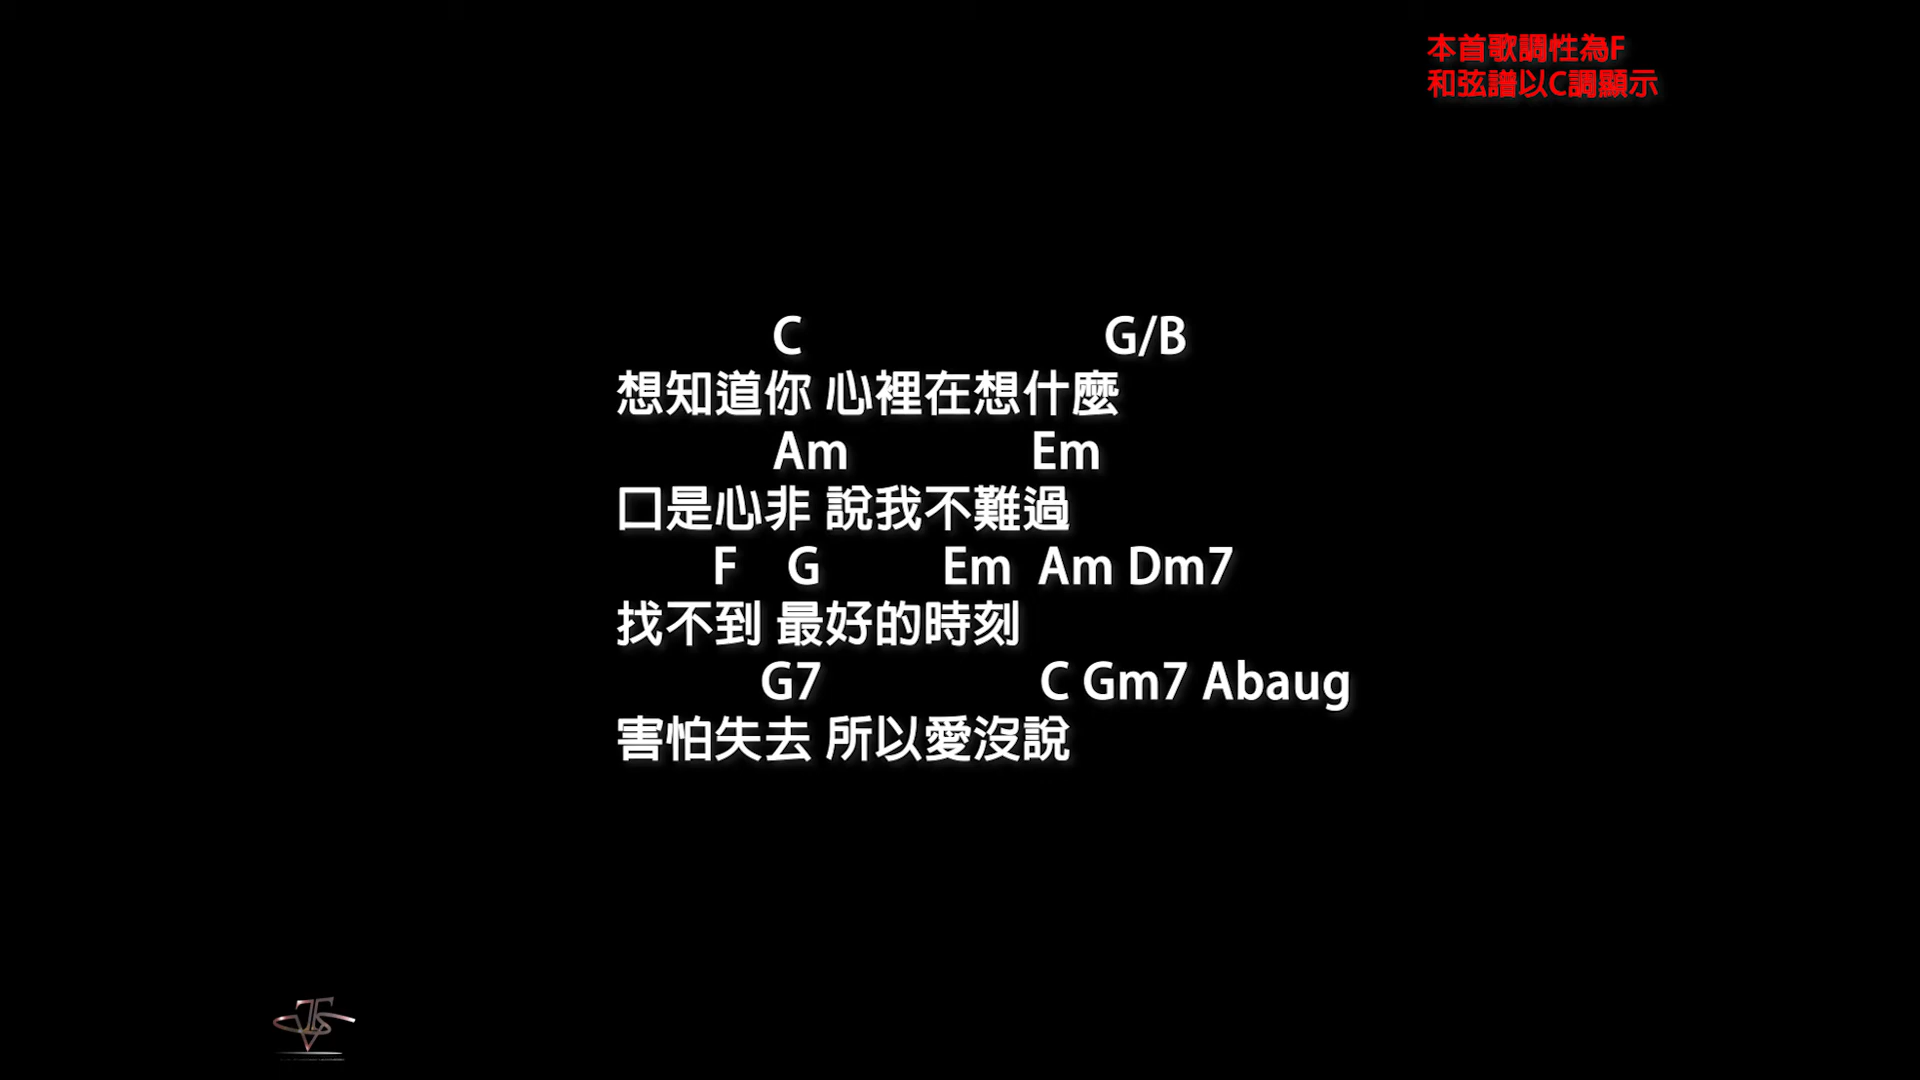 本首歌調性為F
和弦譜以C調顯示
C G/B
想知道你 心裡在想什麼
Am Em
口是心非 說我不難過
F G Em Am Dm7
找不到 最好的時刻
G7 C Gm7 Abaug
害怕失去 所以愛沒說